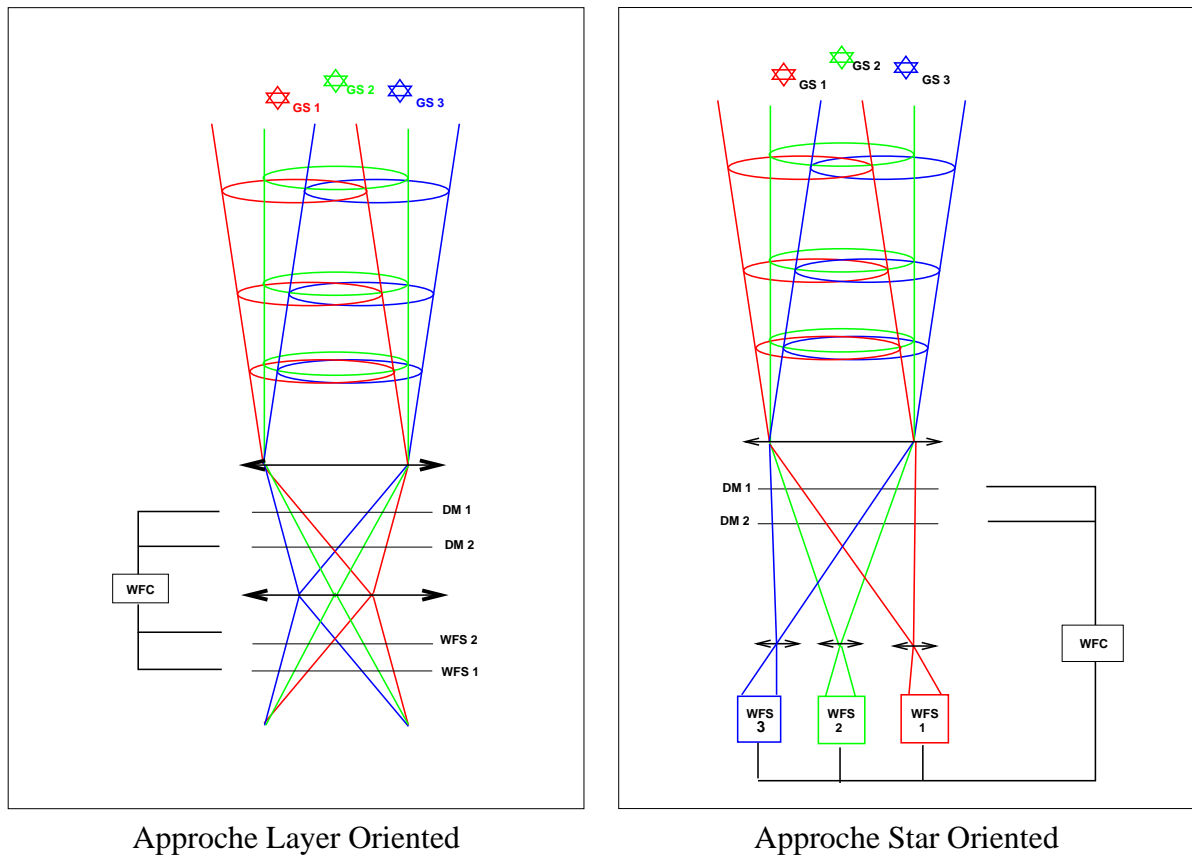 GS 1
GS 2
GS 3
DM 1
DM 2
WFC
WFS 2
WFS 1
Approche Layer Oriented
GS 1
GS 2
GS 3
DM 1
DM 2
WFC
WFS
3
WFS
2
WFS
1
Approche Star Oriented